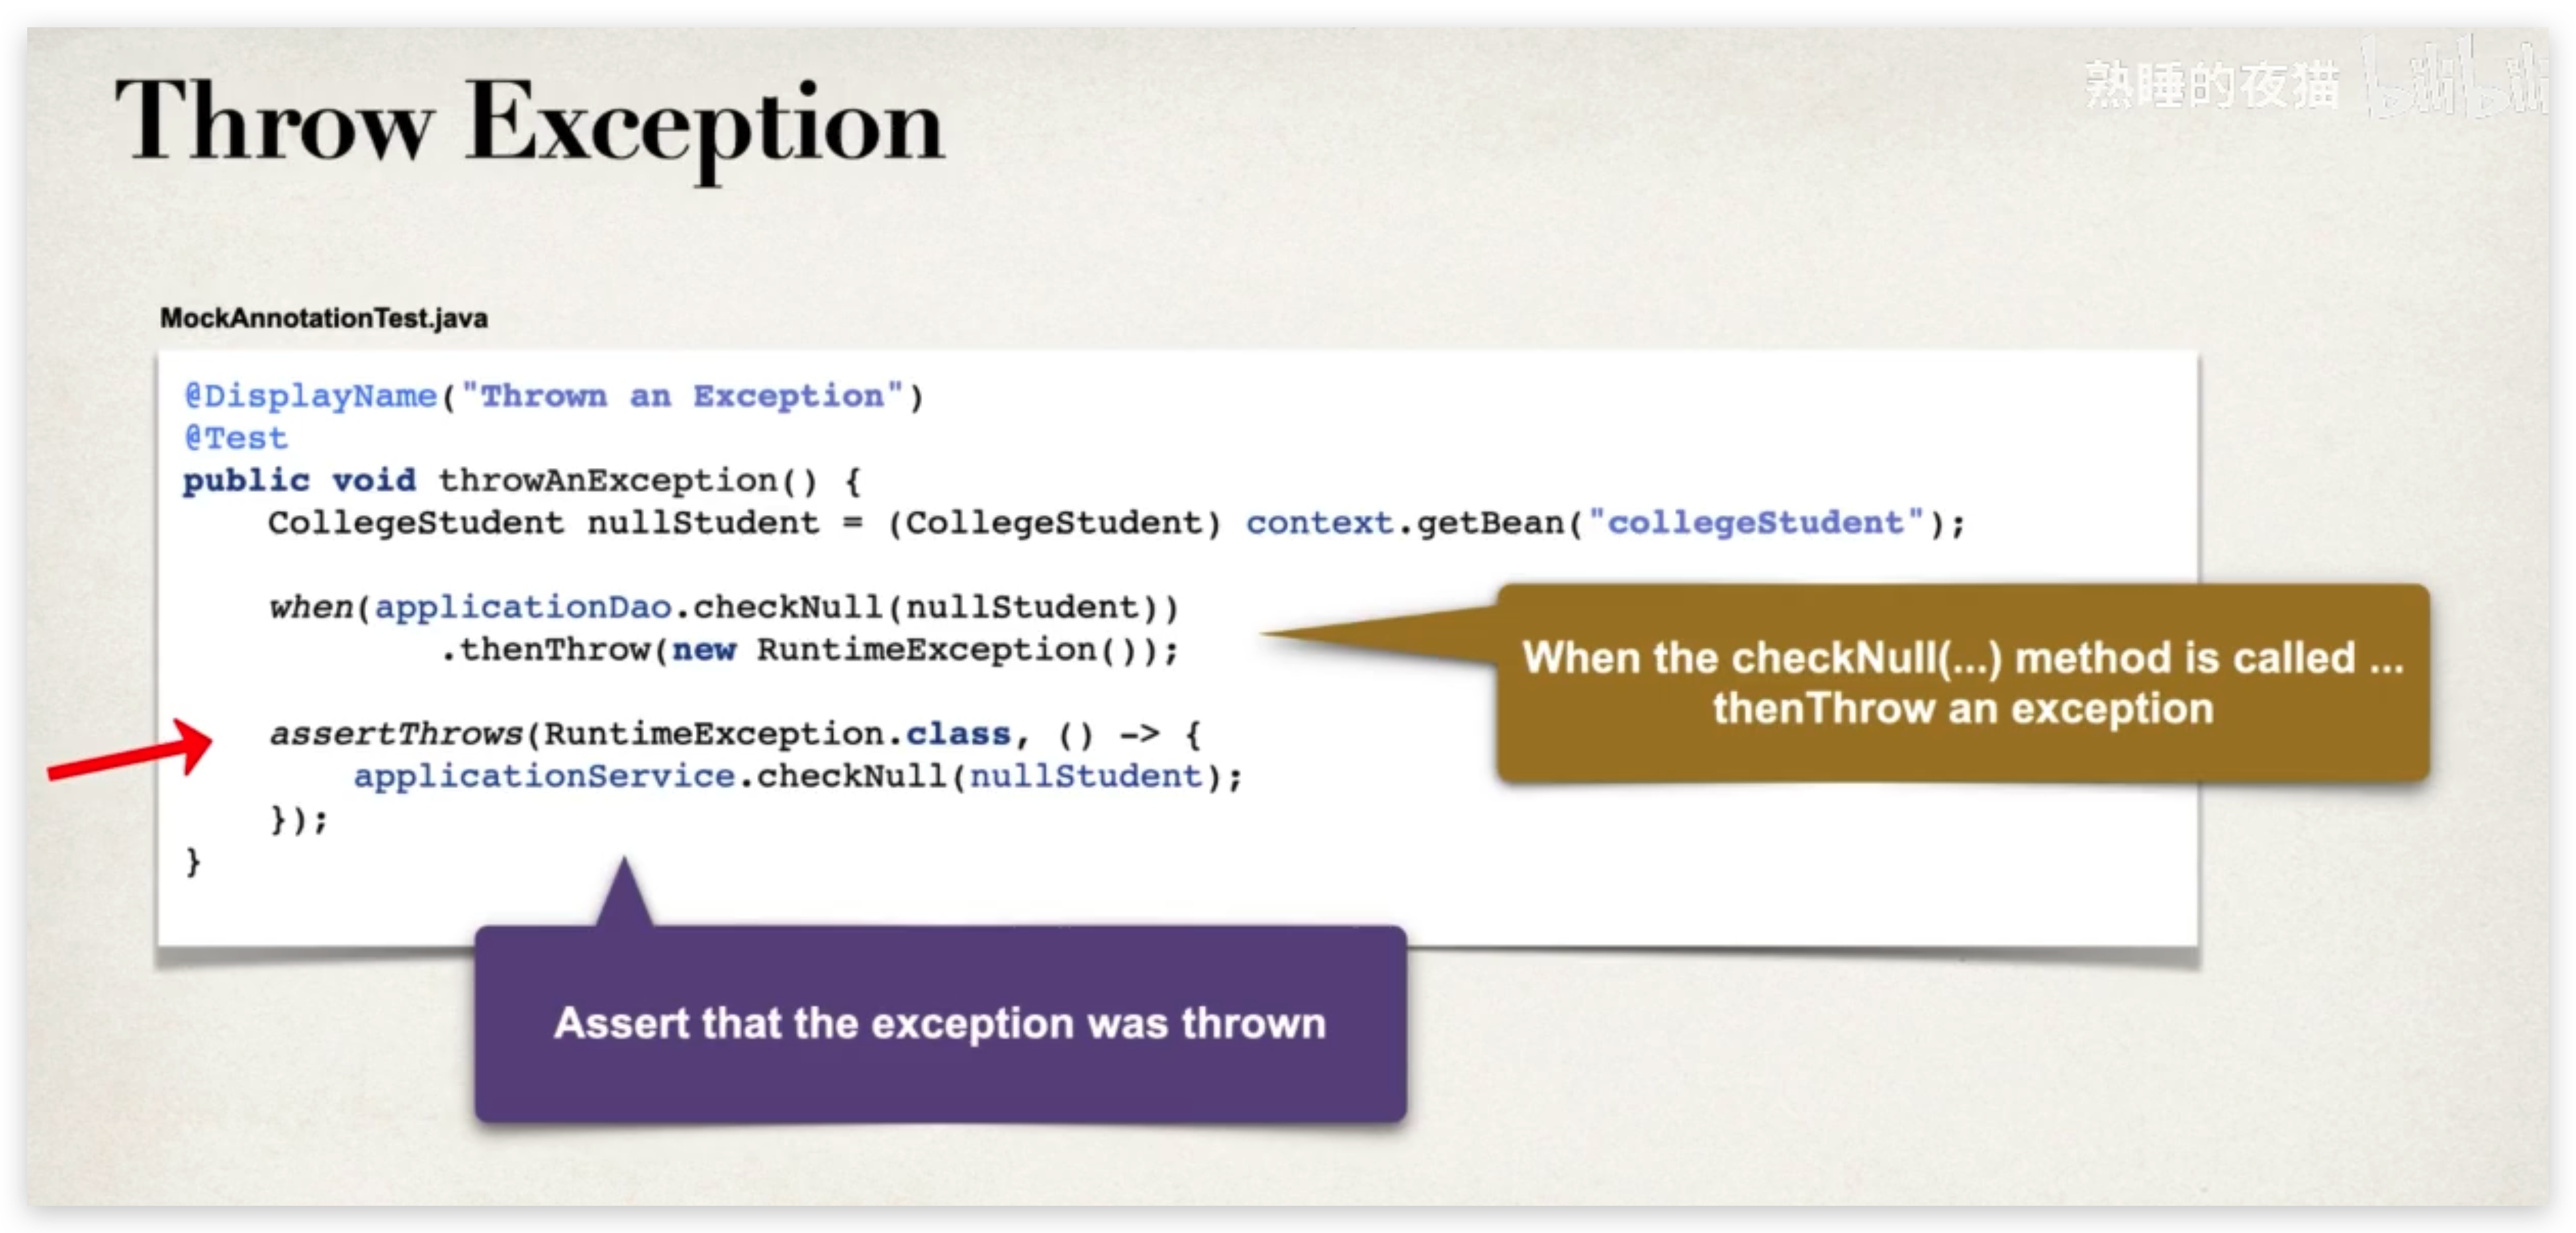 Throw Exception
熟睡的夜猫 bilibili
MockAnnotationTest.java
@DisplayName("Thrown an Exception")
@Test
public void throwAnException() {
CollegeStudent nullStudent = (CollegeStudent) context.getBean("collegeStudent");
when(applicationDao.checkNull(nullStudent))
.thenThrow(new RuntimeException());
When the checkNull(...) method is called ...
thenThrow an exception
assertThrows(RuntimeException.class, () -> {
applicationService.checkNull(nullStudent);
});
}
Assert that the exception was thrown